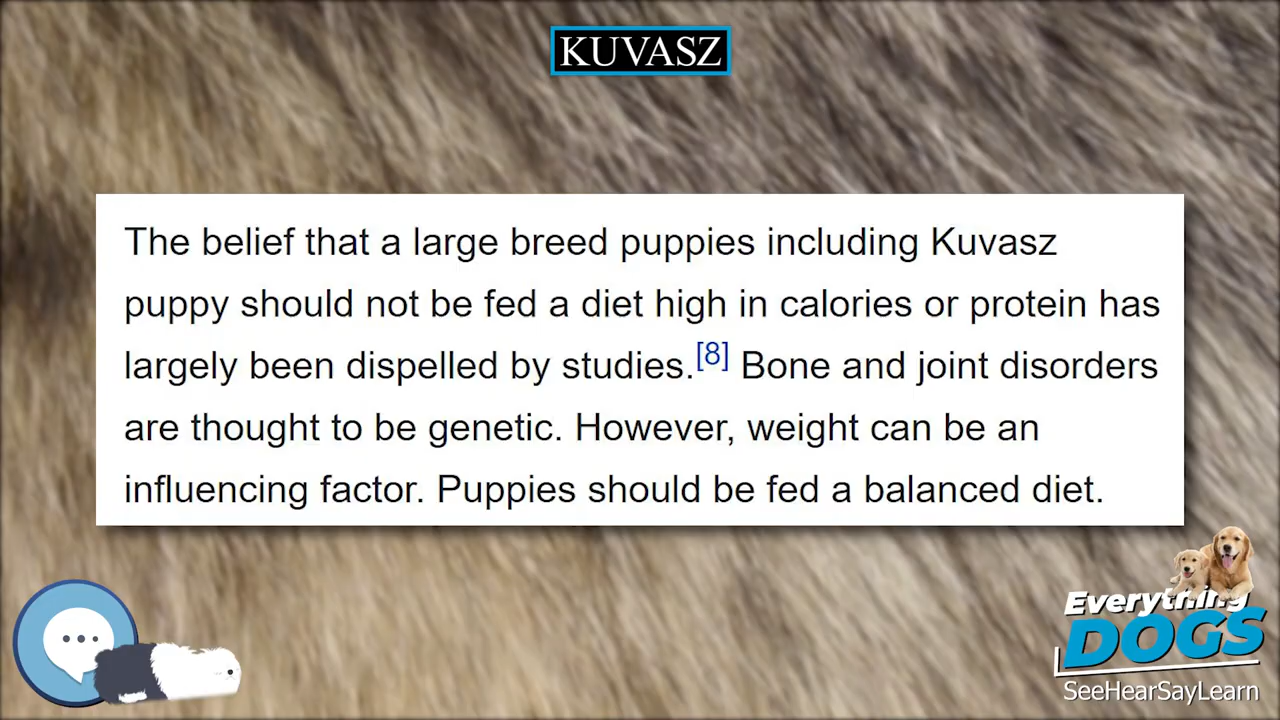 KUVASZ
The belief that a large breed puppies including Kuvasz
puppy should not be fed a diet high in calories or protein has
largely been dispelled by studies.[8] Bone and joint disorders
are thought to be genetic. However, weight can be an
influencing factor. Puppies should be fed a balanced diet.
Everything
DOGS
SeeHearSayLearn